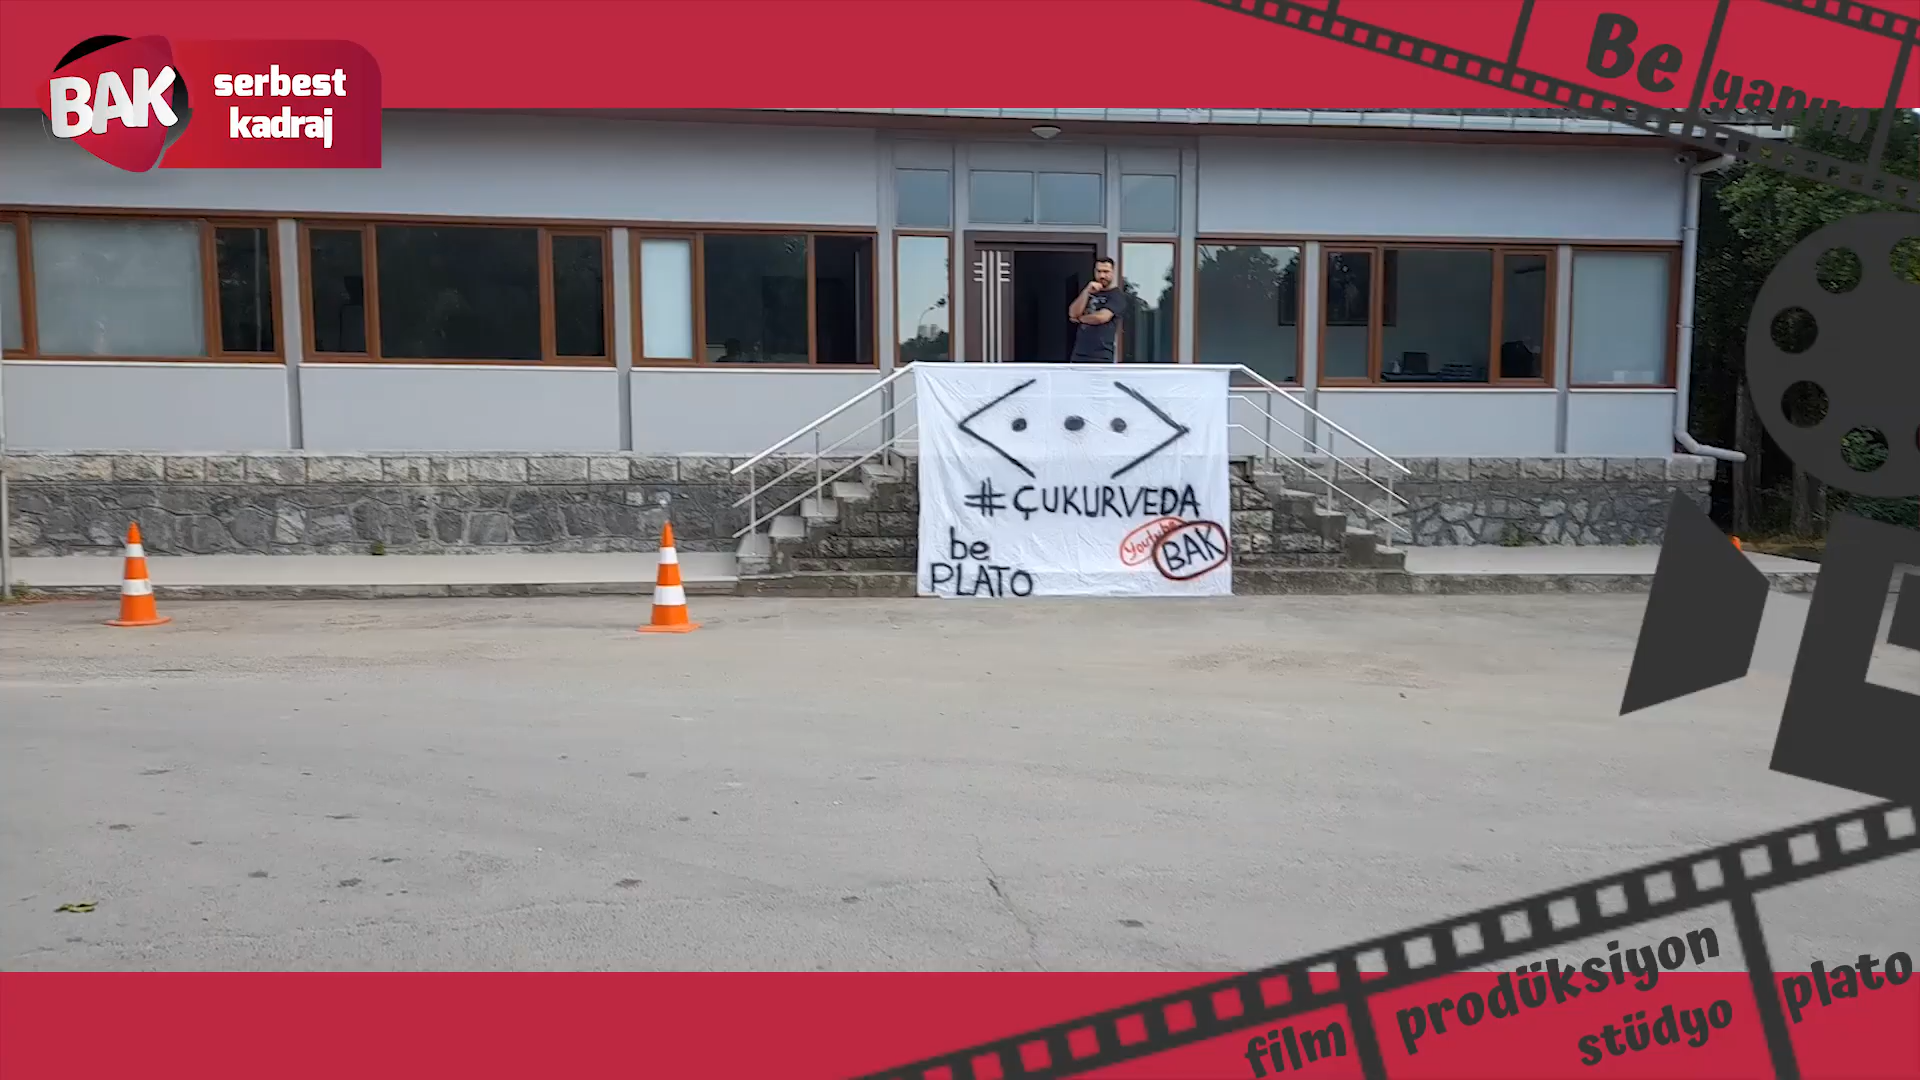 BAK
serbest
kadraj
Be
yapım
#ÇUKURVEDA
be
PLATO
Youtube
BAK
film
prodüksiyon
stüdyo
plato